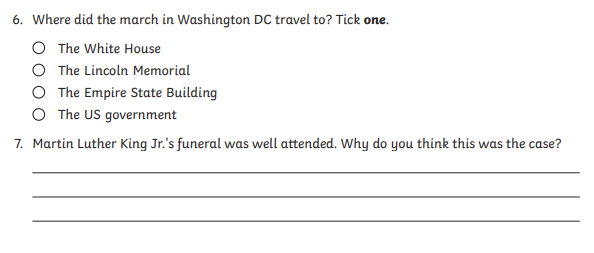 6. Where did the march in Washington DC travel to? Tick one.
The White House
The Lincoln Memorial
The Empire State Building
The US government
7. Martin Luther King Jr.'s funeral was well attended. Why do you think this was the case?